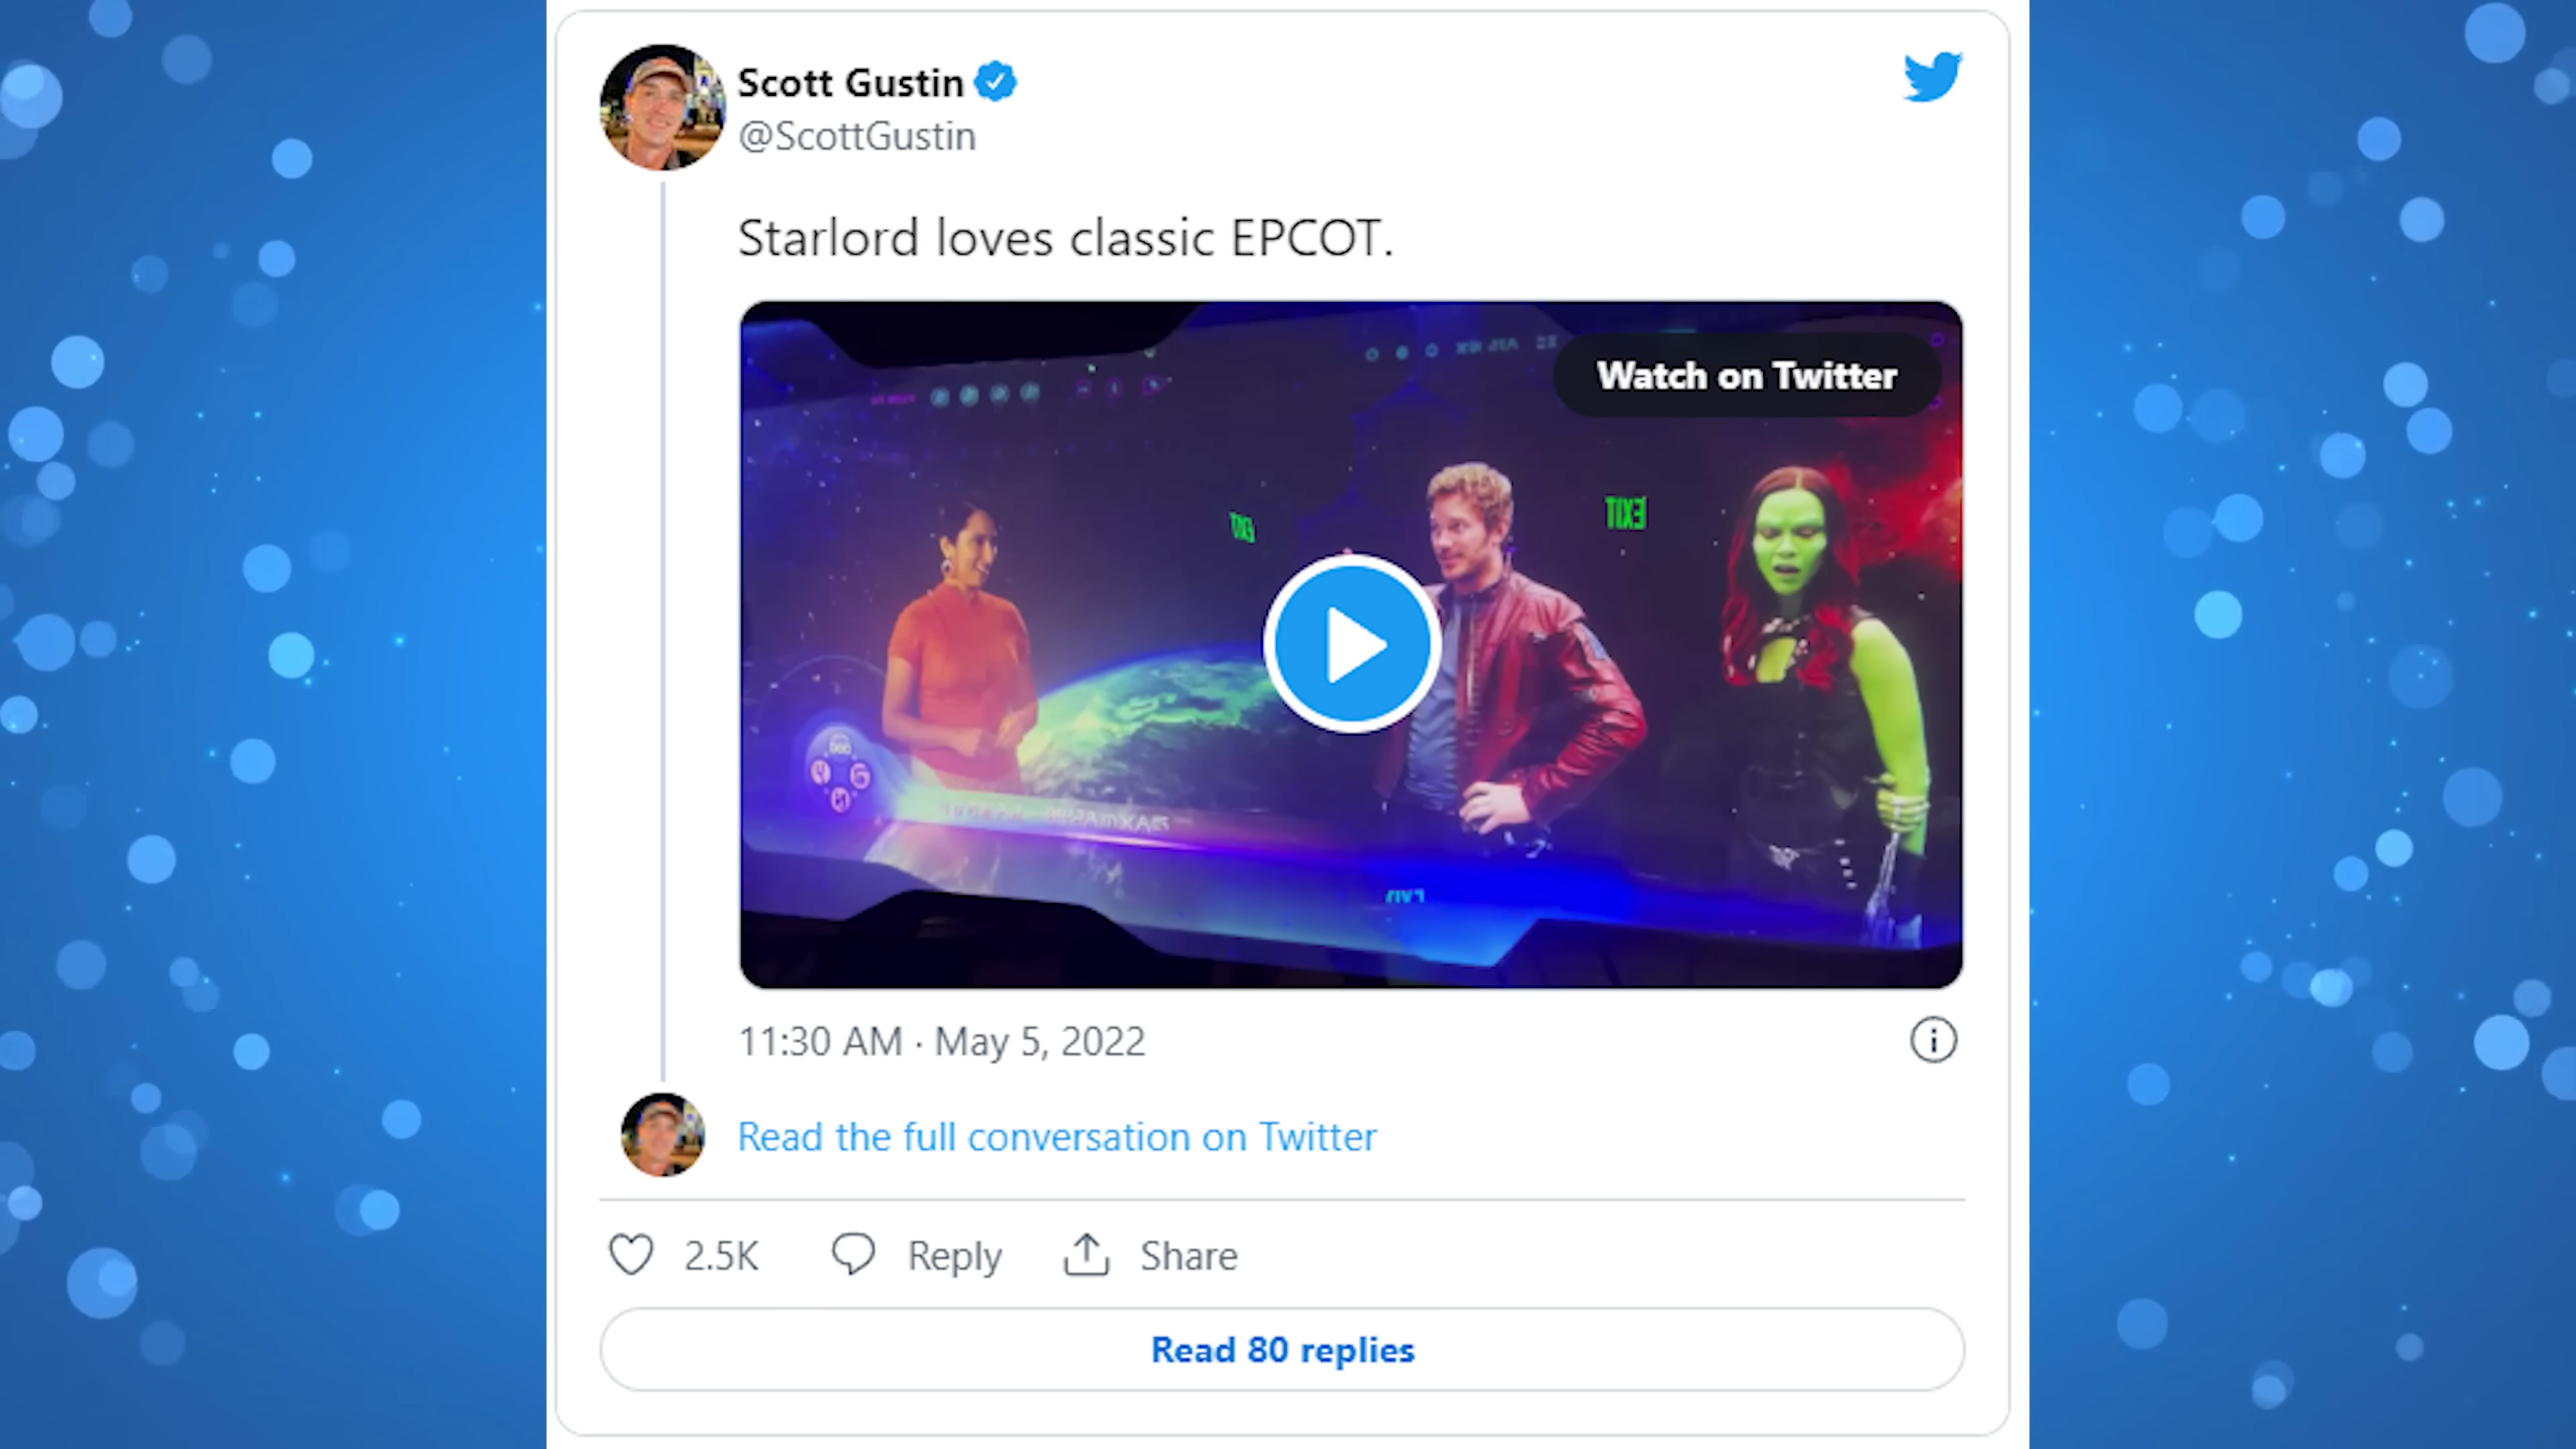 Scott Gustin
@ScottGustin
Starlord loves classic EPCOT.
Watch on Twitter
EXIT
EXIT
11:30 AM · May 5, 2022
Read the full conversation on Twitter
2.5K Reply Share
Read 80 replies